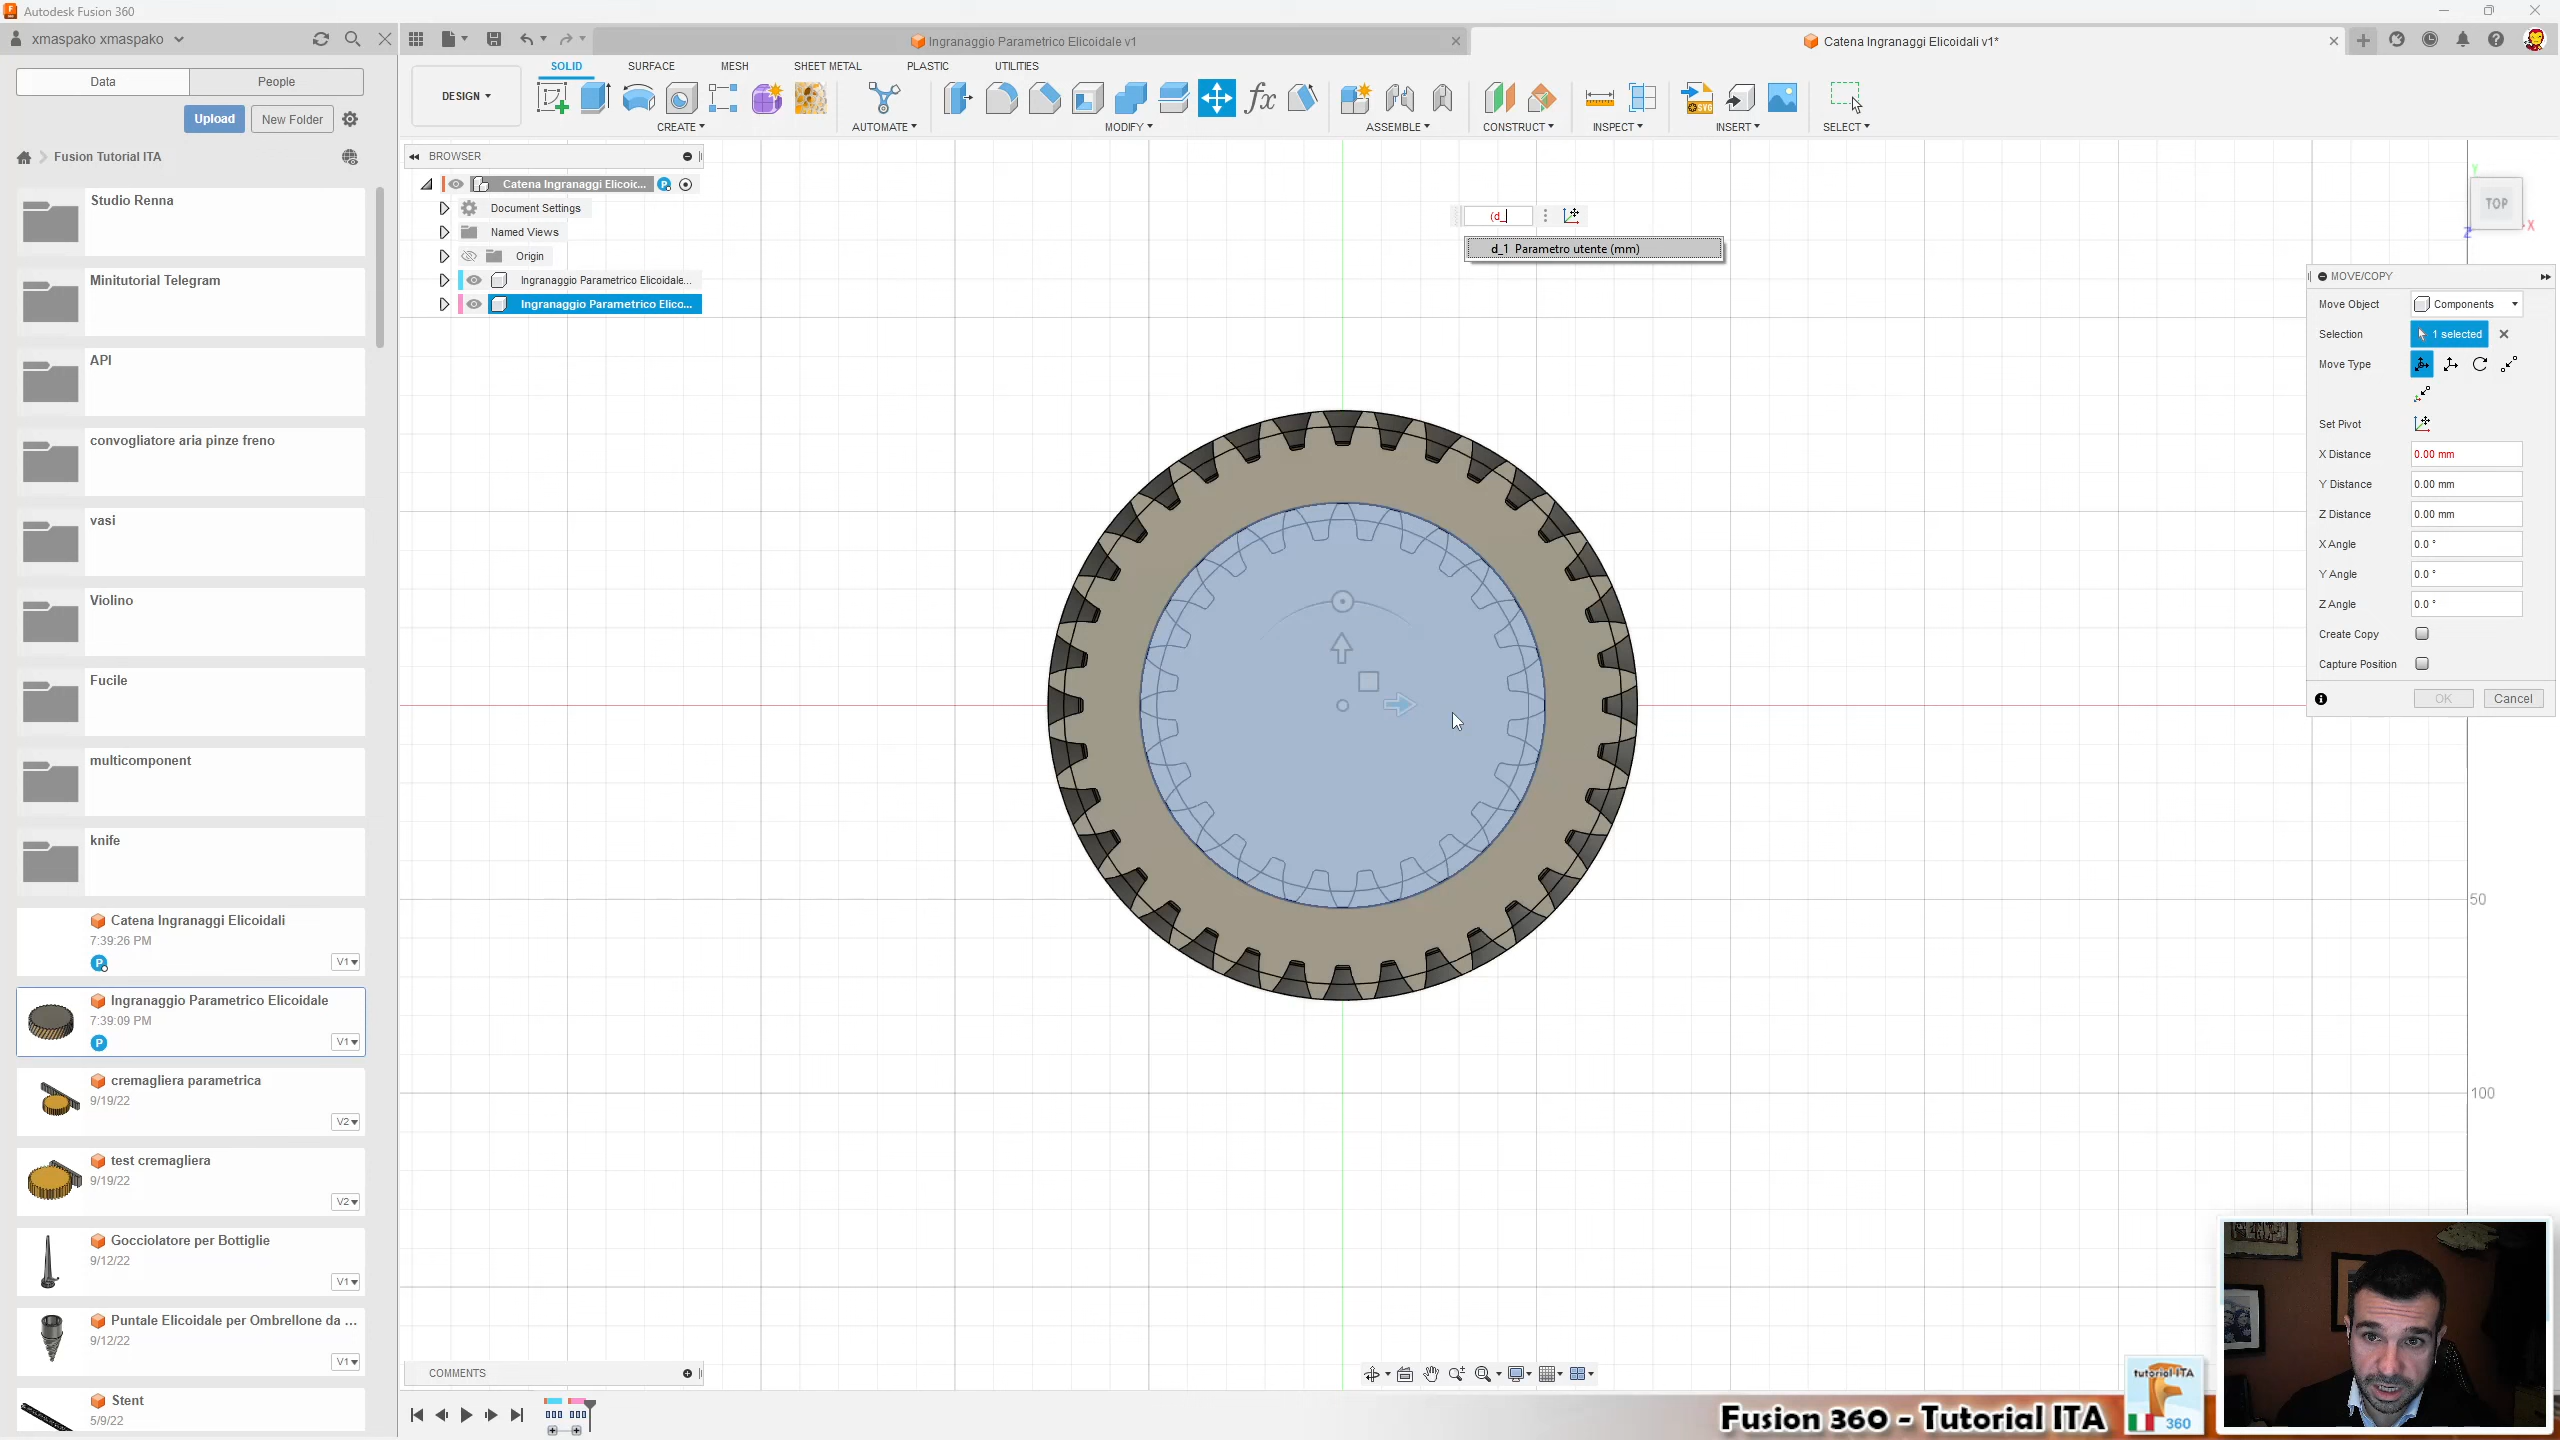 Autodesk Fusion 360
xmaspako xmaspako
Ingranaggio Parametrico Elicoidale v1
Catena Ingranaggi Elicoidali v1*
Data
People
Upload
New Folder
Fusion Tutorial ITA
Studio Renna
Minitutorial Telegram
API
convogliatore aria pinze freno
vasi
Violino
Fucile
multicomponent
knife
Catena Ingranaggi Elicoidali
7:39:26 PM
P
V1
Ingranaggio Parametrico Elicoidale
7:39:09 PM
P
V1
cremagliera parametrica
9/19/22
V2
test cremagliera
9/19/22
V2
Gocciolatore per Bottiglie
9/12/22
V1
Puntale Elicoidale per Ombrellone da ...
9/12/22
V1
Stent
5/9/22
DESIGN
SOLID
SURFACE
MESH
SHEET METAL
PLASTIC
UTILITIES
CREATE
AUTOMATE
MODIFY
ASSEMBLE
CONSTRUCT
INSPECT
INSERT
SELECT
fx
SVG
BROWSER
Catena Ingranaggi Elicoic...
P
Document Settings
Named Views
Origin
Ingranaggio Parametrico Elicoidale...
Ingranaggio Parametrico Elico...
(d_
d_1 Parametro utente (mm)
Y
TOP
X
Z
MOVE/COPY
Move Object
Components
Selection
1 selected
Move Type
Set Pivot
X Distance
0.00 mm
Y Distance
0.00 mm
Z Distance
0.00 mm
X Angle
0.0 °
Y Angle
0.0 °
Z Angle
0.0 °
Create Copy
Capture Position
OK
Cancel
50
100
COMMENTS
Fusion 360 - Tutorial ITA
tutorial ITA
360